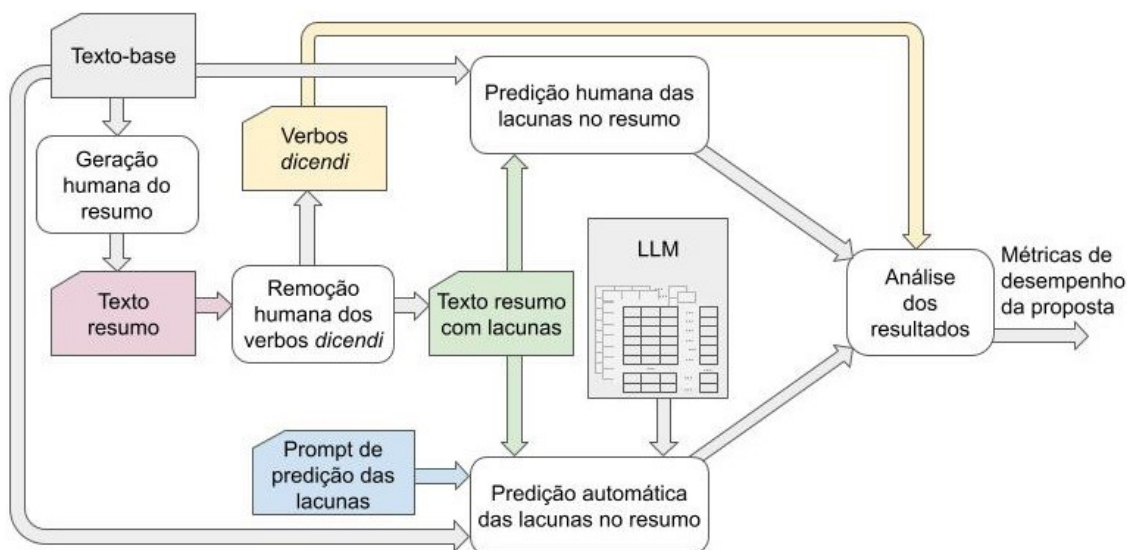 Texto-base
Predição humana das
lacunas no resumo
Verbos
dicendi
Geração
humana do
resumo
LLM
Métricas de
desempenho
da proposta
Análise
dos
resultados
Texto
resumo
Remoção
humana dos
verbos dicendi
Texto resumo
com lacunas
Prompt de
predição das
lacunas
Predição automática
das lacunas no resumo